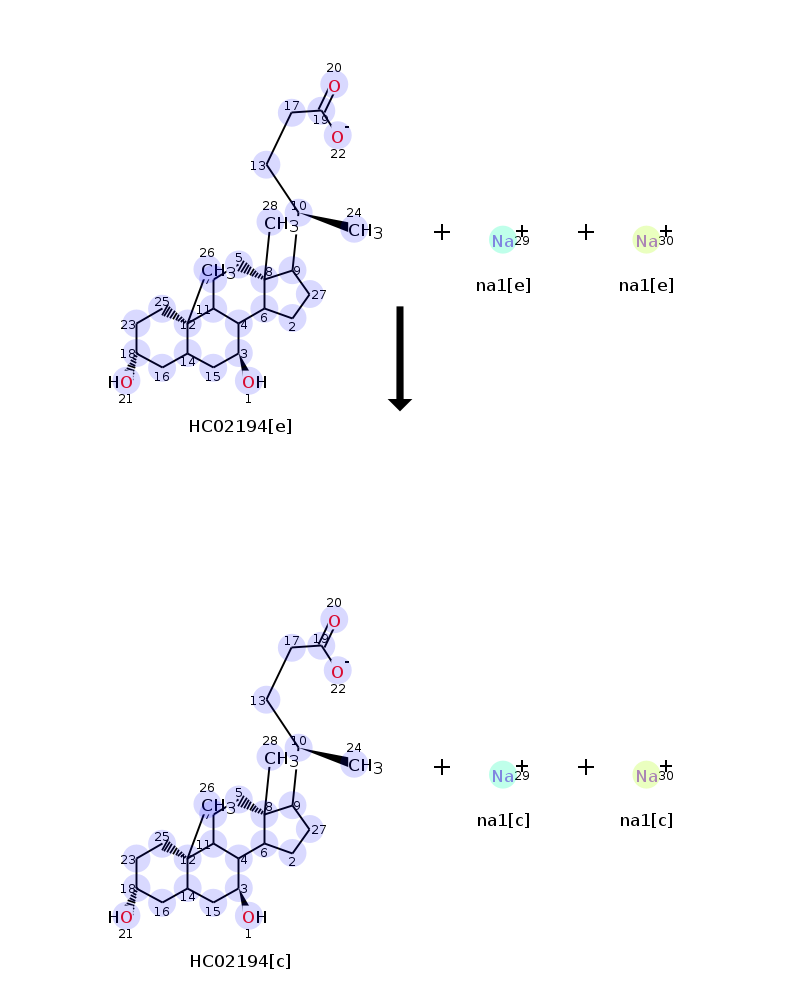 20
O
17
19
O-
22
13
28
10
24
CH3
CH3
+
Na+
29
+
Na+
30
26
5
8
9
CH3
na1[e]
na1[e]
25
11
27
23
12
4
6
2
18
14
3
16
15
HO
OH
21
1
HC02194[e]
20
O
17
19
O-
22
13
28
10
24
CH3
CH3
+
Na+
29
+
Na+
30
26
5
8
9
CH3
na1[c]
na1[c]
25
11
27
23
12
4
6
2
18
14
3
16
15
HO
OH
21
1
HC02194[c]